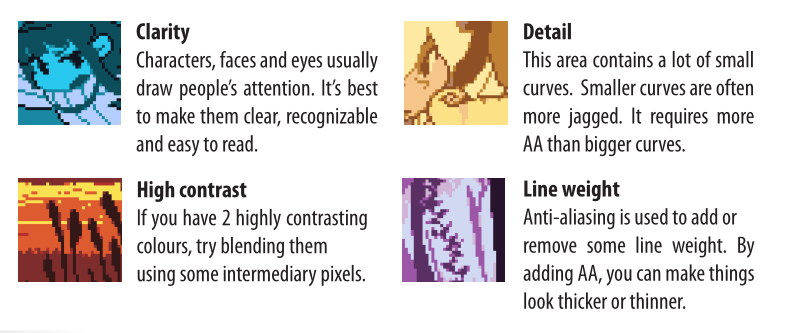 Clarity
Characters, faces and eyes usually
draw people's attention. It's best
to make them clear, recognizable
and easy to read.
Detail
This area contains a lot of small
curves. Smaller curves are often
more jagged. It requires more
AA than bigger curves.
High contrast
If you have 2 highly contrasting
colours, try blending them
using some intermediary pixels.
Line weight
Anti-aliasing is used to add or
remove some line weight. By
adding AA, you can make things
look thicker or thinner.